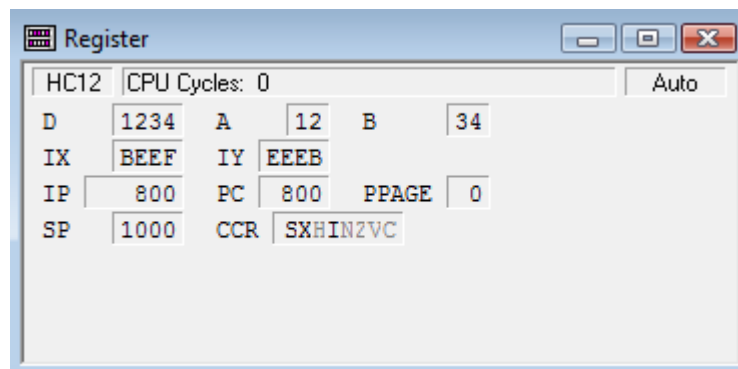 Register
HC12 CPU Cycles: 0 Auto
D 1234 A 12 B 34
IX BEEF IY EEEB
IP 800 PC 800 PPAGE 0
SP 1000 CCR SXHINZVC